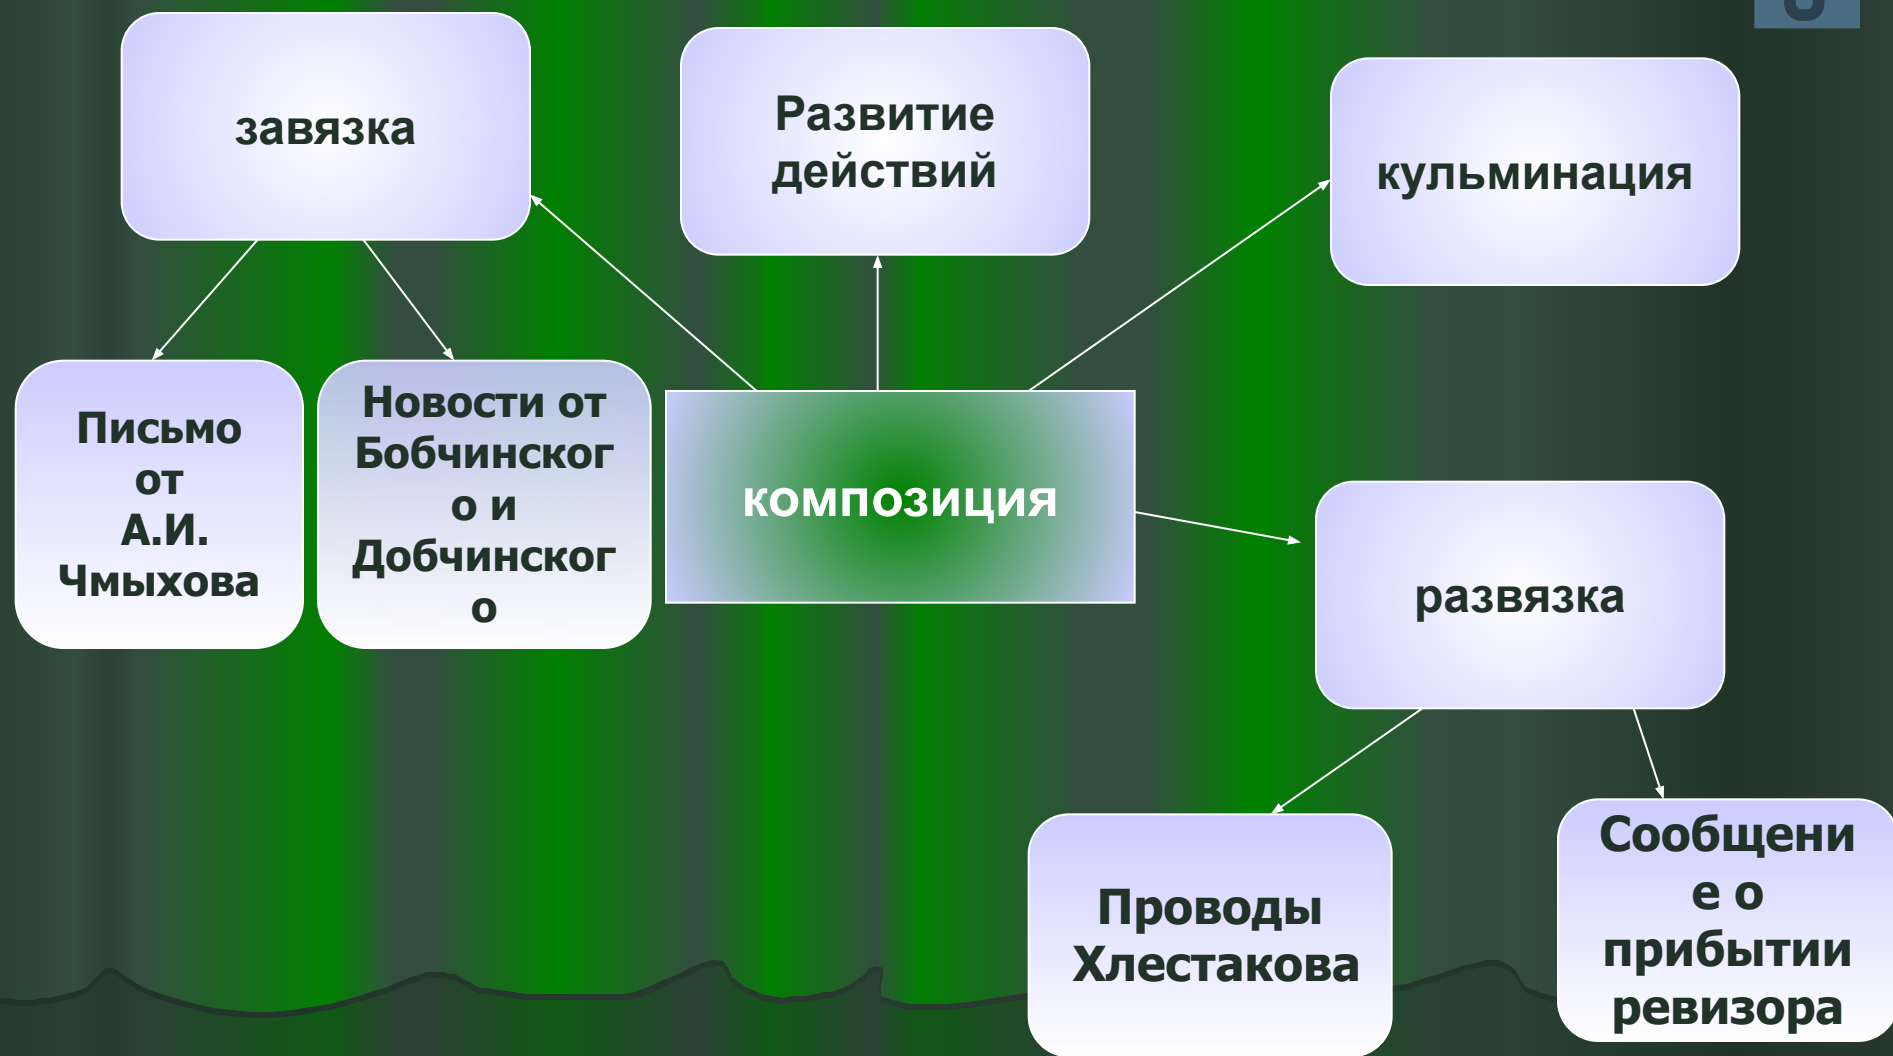 завязка
Развитие
действий
кульминация
Письмо
от
А.И.
Чмыхова
Новости от
Бобчинског
о и
Добчинског
о
композиция
развязка
Проводы
Хлестакова
Сообщени
е о
прибытии
ревизора